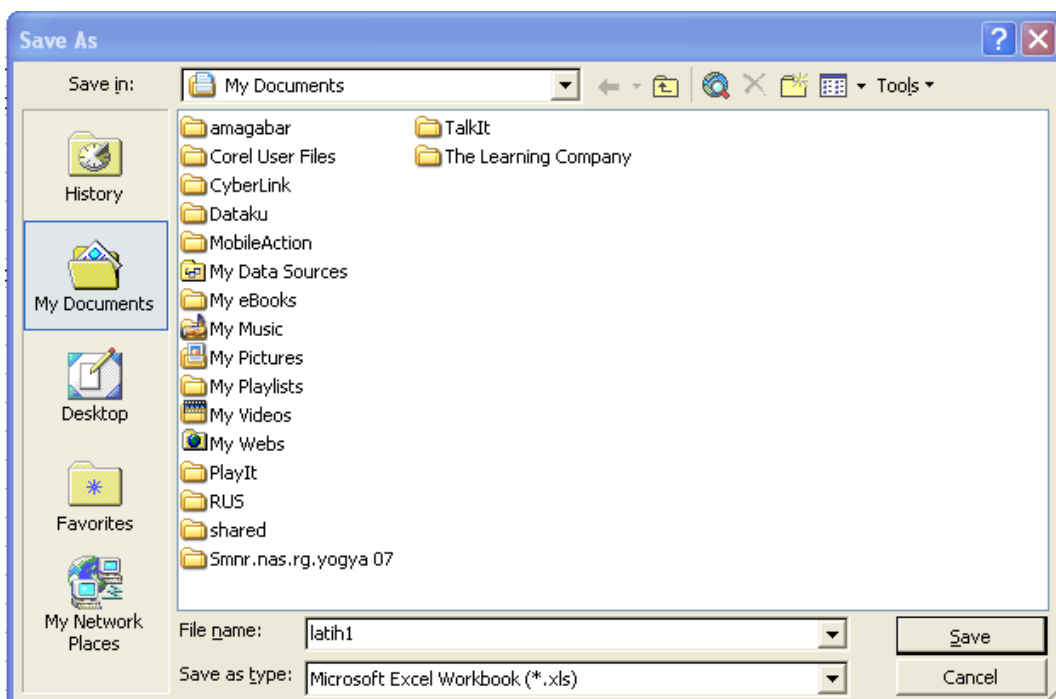 Save As
Save in:
My Documents
Tools
History
My Documents
Desktop
Favorites
My Network
Places
amagabar
Corel User Files
CyberLink
Dataku
MobileAction
My Data Sources
My eBooks
My Music
My Pictures
My Playlists
My Videos
My Webs
PlayIt
RUS
shared
Smnr.nas.rg.yogya 07
TalkIt
The Learning Company
File name:
latih1
Save
Save as type:
Microsoft Excel Workbook (*.xls)
Cancel